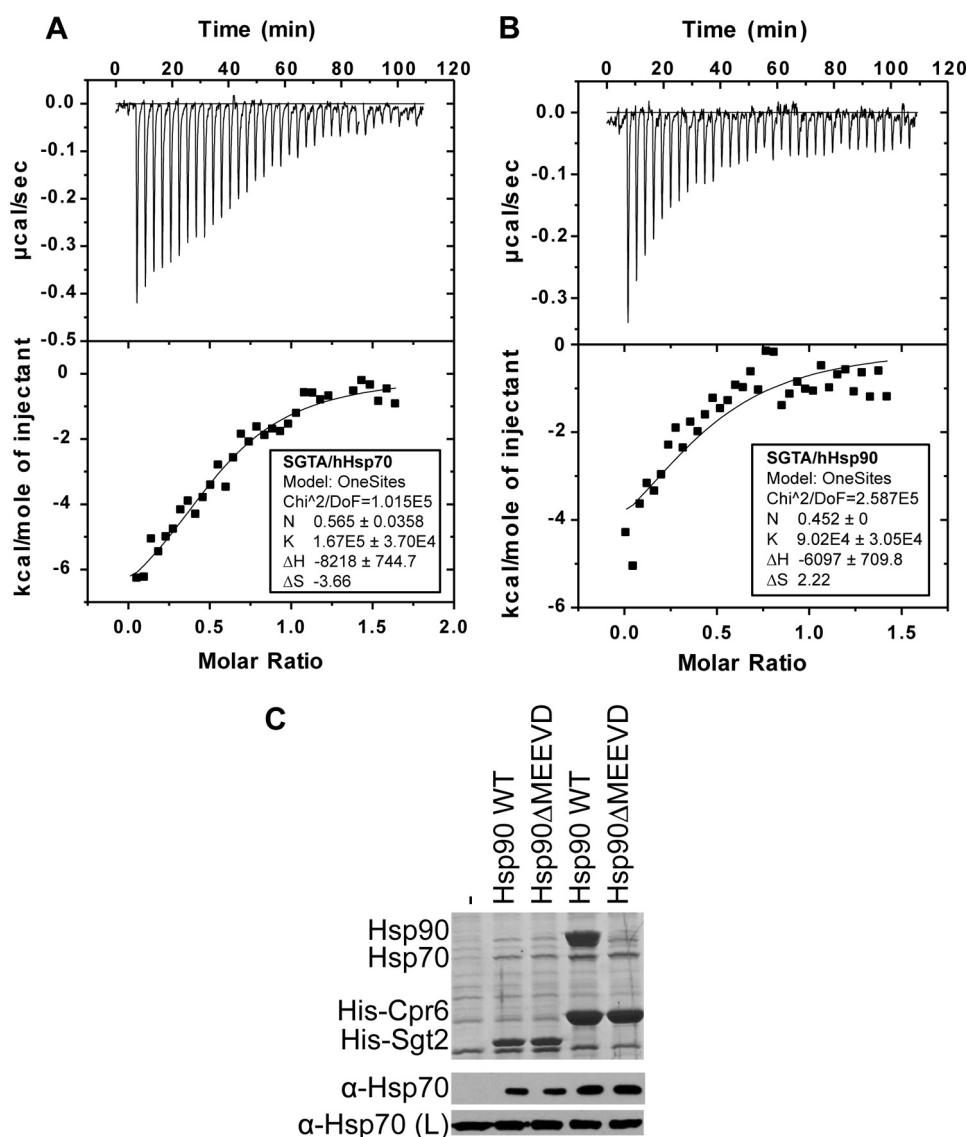 A
Time (min)
0 20 40 60 80 100 120
0.0
-0.1
-0.2
-0.3
-0.4
-0.5
µcal/sec
0
-2
-4
-6
kcal/mole of injectant
SGTA/hHsp70
Model: OneSites
Chi^2/DoF=1.015E5
N 0.565 ± 0.0358
K 1.67E5 ± 3.70E4
ΔH -8218 ± 744.7
ΔS -3.66
0.0 0.5 1.0 1.5 2.0
Molar Ratio
B
Time (min)
0 20 40 60 80 100 120
0.0
-0.1
-0.2
-0.3
µcal/sec
0
-2
-4
-6
kcal/mole of injectant
SGTA/hHsp90
Model: OneSites
Chi^2/DoF=2.587E5
N 0.452 ± 0
K 9.02E4 ± 3.05E4
ΔH -6097 ± 709.8
ΔS 2.22
0.0 0.5 1.0 1.5
Molar Ratio
C
-
Hsp90 WT
Hsp90ΔMEEVD
Hsp90 WT
Hsp90ΔMEEVD
Hsp90
Hsp70
His-Cpr6
His-Sgt2
α-Hsp70
α-Hsp70 (L)